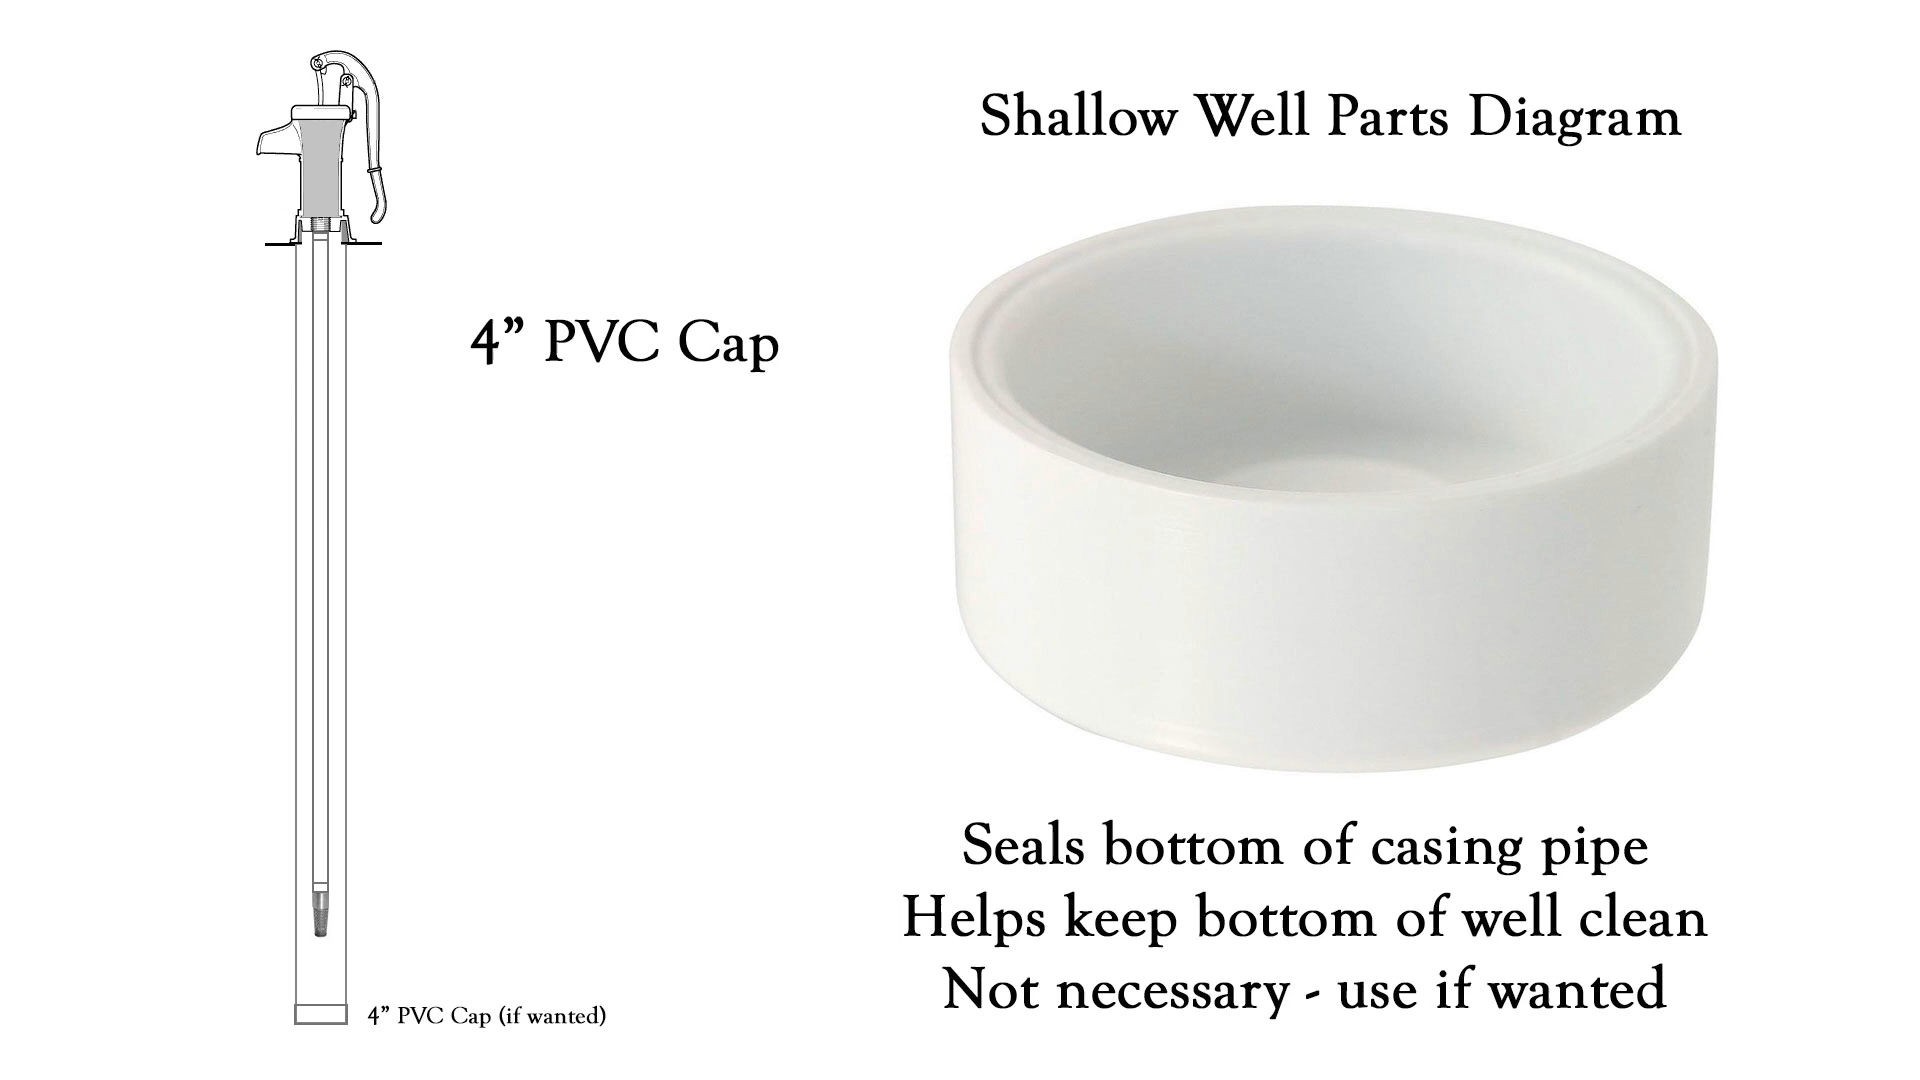 Shallow Well Parts Diagram
4” PVC Cap
Seals bottom of casing pipe
Helps keep bottom of well clean
Not necessary - use if wanted
4” PVC Cap (if wanted)